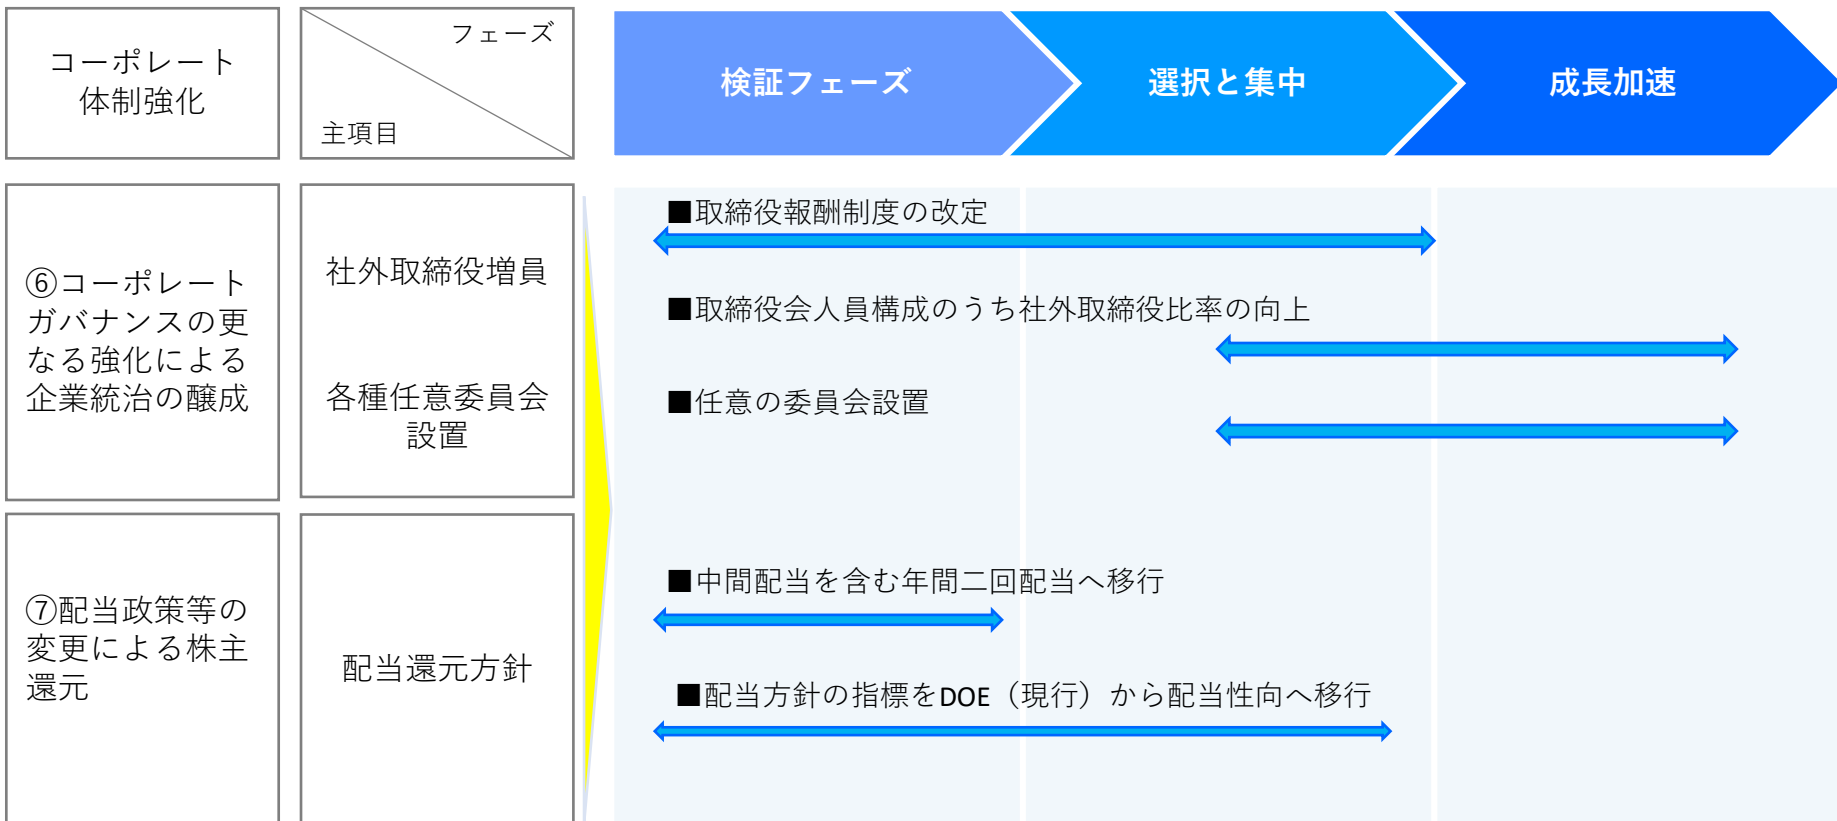 コーポレート
体制強化
フェーズ
主項目
検証フェーズ
選択と集中
成長加速
⑥コーポレート
ガバナンスの更
なる強化による
企業統治の醸成
社外取締役増員
各種任意委員会
設置
■取締役報酬制度の改定
■取締役会人員構成のうち社外取締役比率の向上
■任意の委員会設置
⑦配当政策等の
変更による株主
還元
配当還元方針
■中間配当を含む年間二回配当へ移行
■配当方針の指標をDOE（現行）から配当性向へ移行